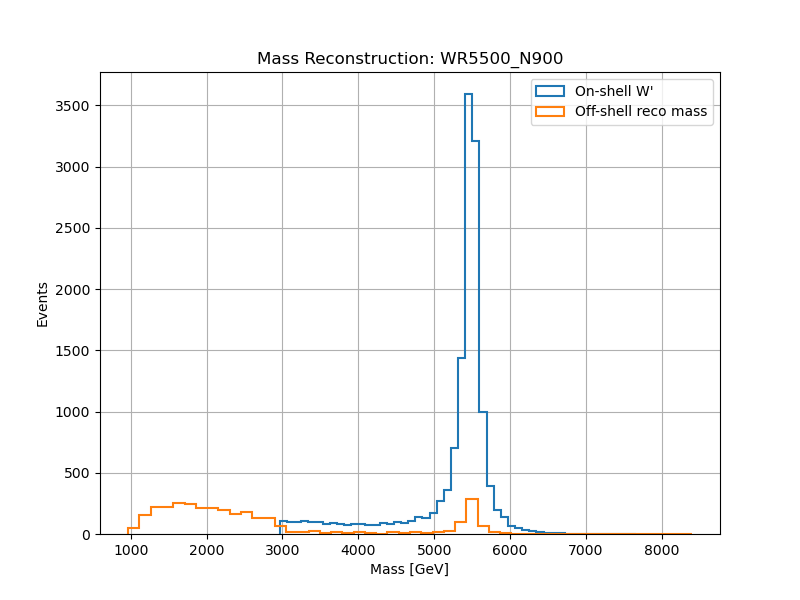 Mass Reconstruction: WR5500_N900
On-shell W'
Off-shell reco mass
3500
3000
2500
2000
1500
1000
500
0
Events
1000 2000 3000 4000 5000 6000 7000 8000
Mass [GeV]